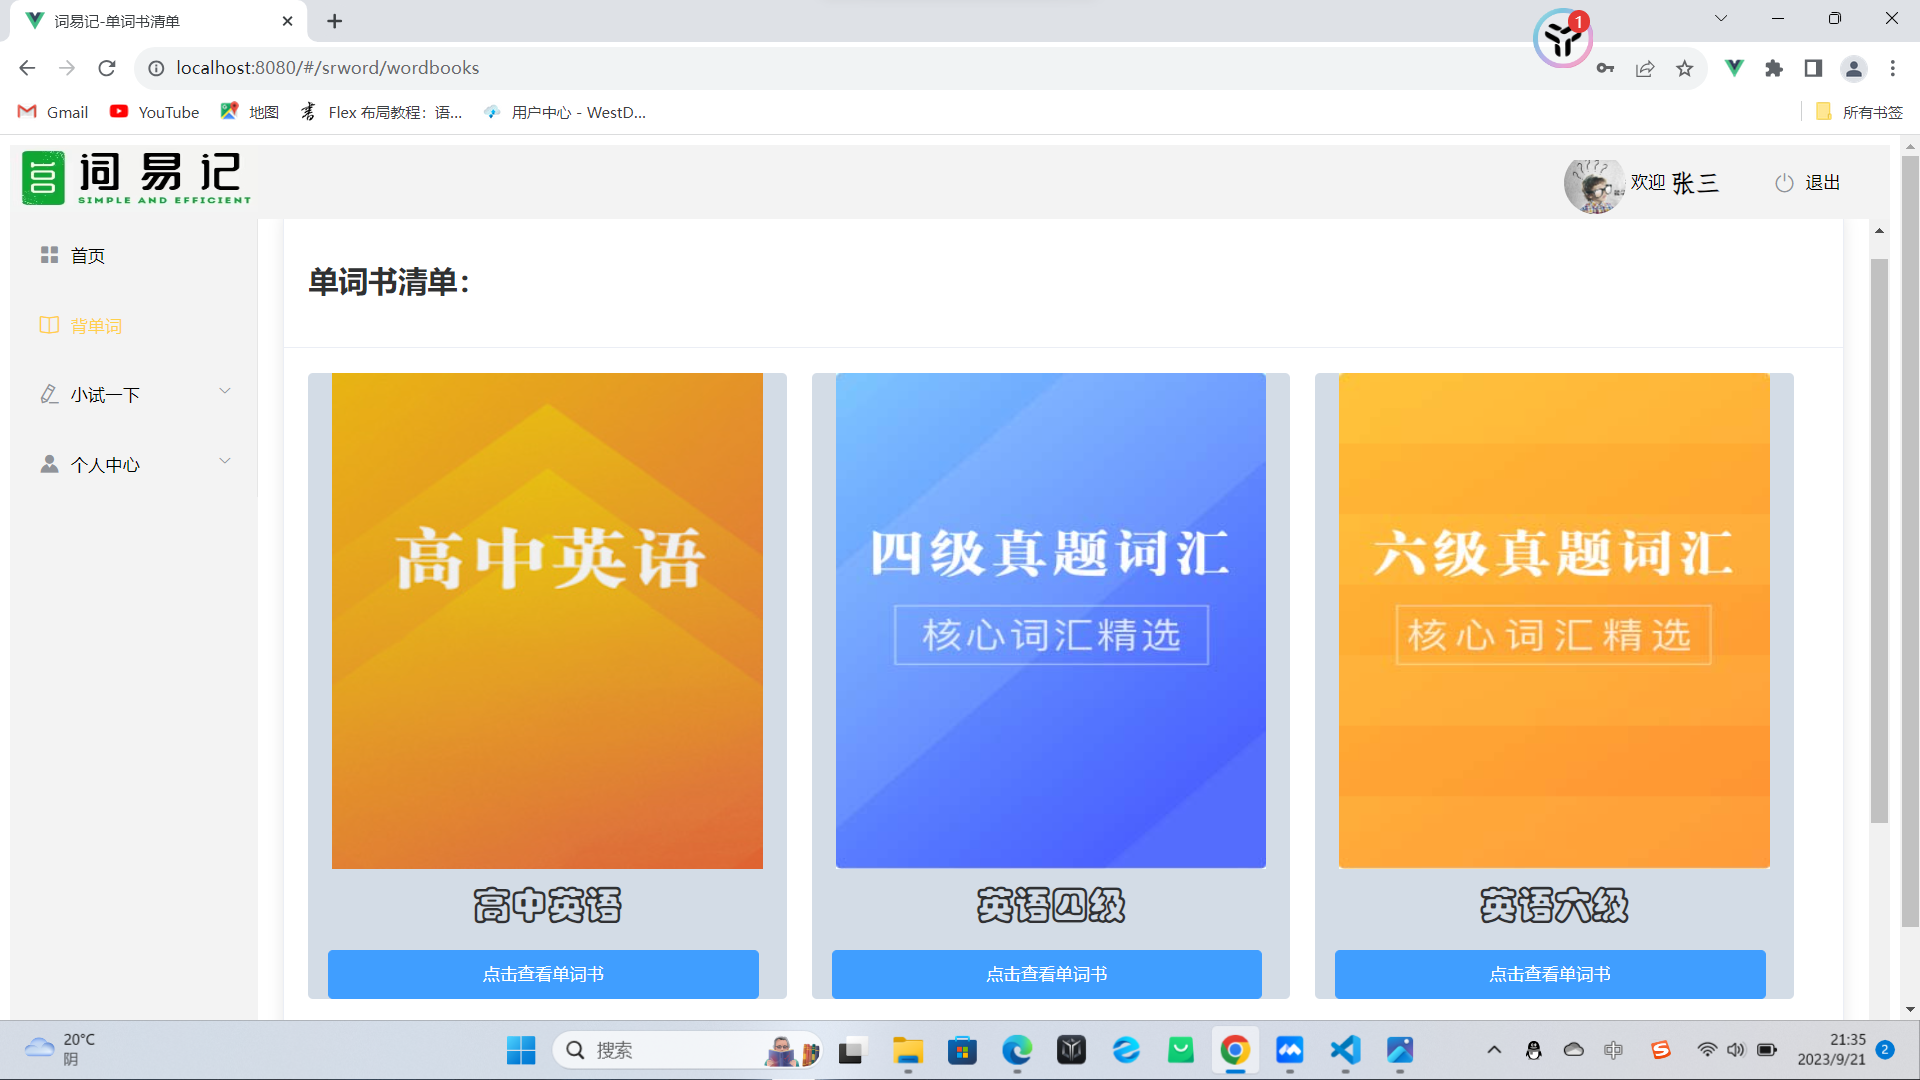 词易记-单词书清单
localhost:8080/#/srword/wordbooks
1
Gmail
YouTube
地图
Flex 布局教程：语...
用户中心 - WestD...
所有书签
词易记
SIMPLE AND EFFICIENT
欢迎 张三
退出
首页
背单词
小试一下
个人中心
单词书清单：
高中英语
四级真题词汇
核心词汇精选
六级真题词汇
核心词汇精选
高中英语
英语四级
英语六级
点击查看单词书
点击查看单词书
点击查看单词书
20°C
阴
搜索
中
21:35
2023/9/21
2